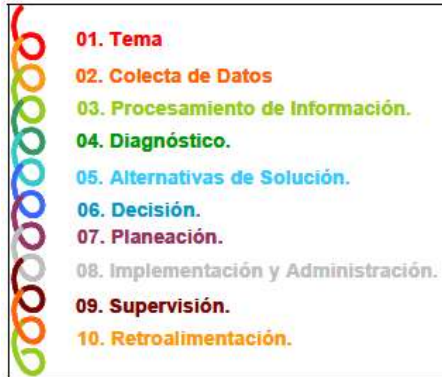 01. Tema
02. Colecta de Datos
03. Procesamiento de Información.
04. Diagnóstico.
05. Alternativas de Solución.
06. Decisión.
07. Planeación.
08. Implementación y Administración.
09. Supervisión.
10. Retroalimentación.